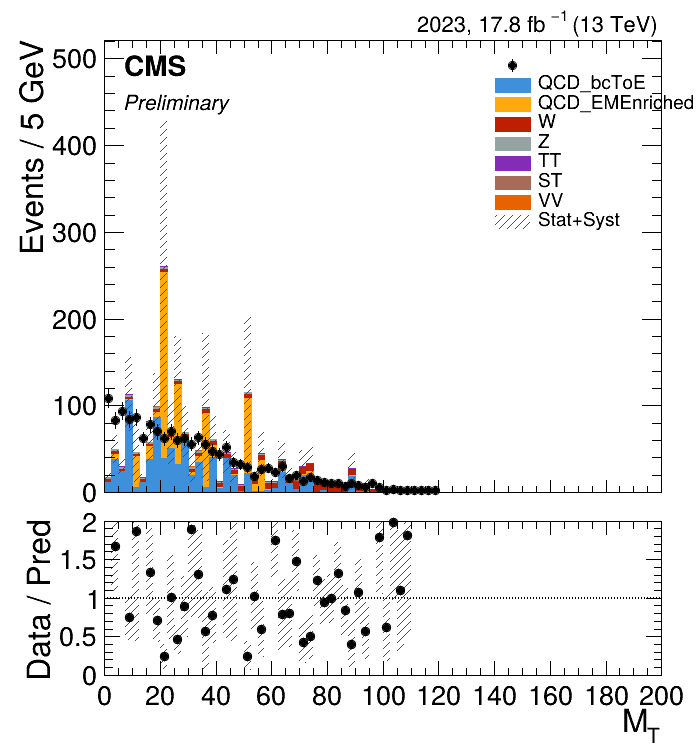 2023, 17.8 fb⁻¹ (13 TeV)
CMS
Preliminary
Events / 5 GeV
500
400
300
200
100
0
QCD_bcToE
QCD_EMEnriched
W
Z
TT
ST
VV
Stat+Syst
Data / Pred
2
1.5
1
0.5
0
0 20 40 60 80 100 120 140 160 180 200
M_T